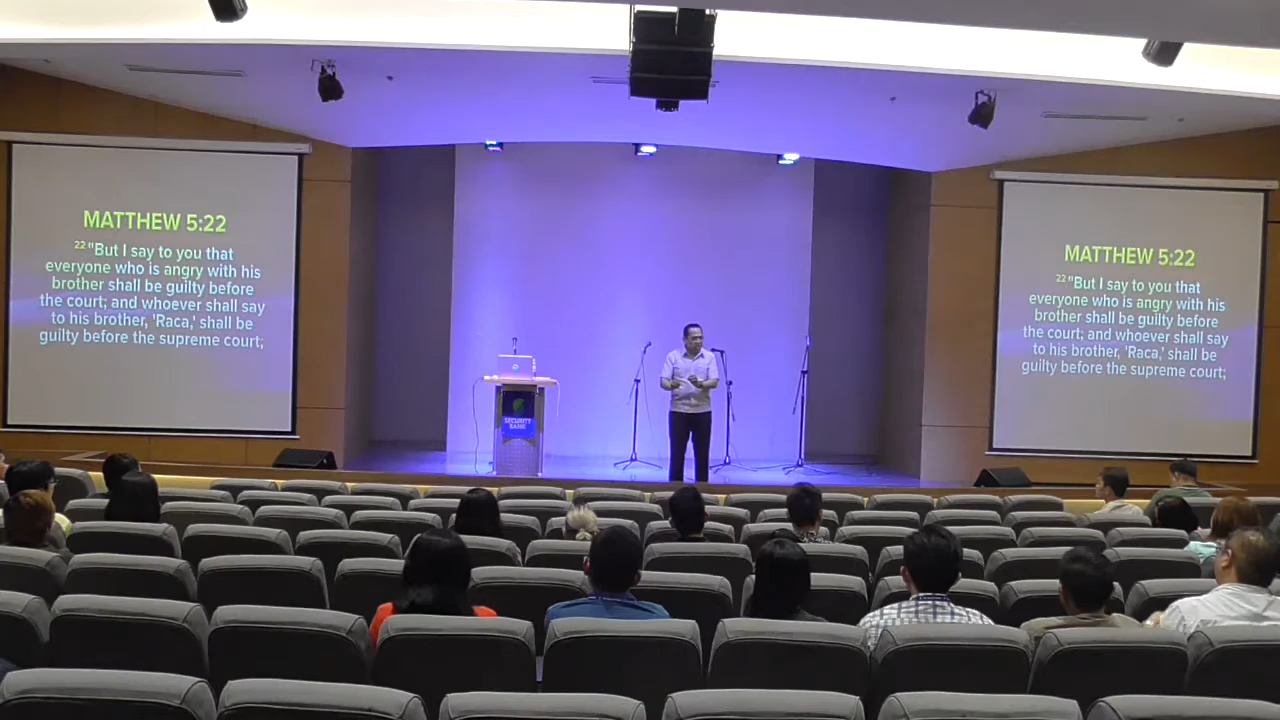 MATTHEW 5:22
22 "But I say to you that
everyone who is angry with his
brother shall be guilty before
the court; and whoever shall say
to his brother, 'Raca,' shall be
guilty before the supreme court;
SECURITY
BANK
MATTHEW 5:22
22 "But I say to you that
everyone who is angry with his
brother shall be guilty before
the court; and whoever shall say
to his brother, 'Raca,' shall be
guilty before the supreme court;